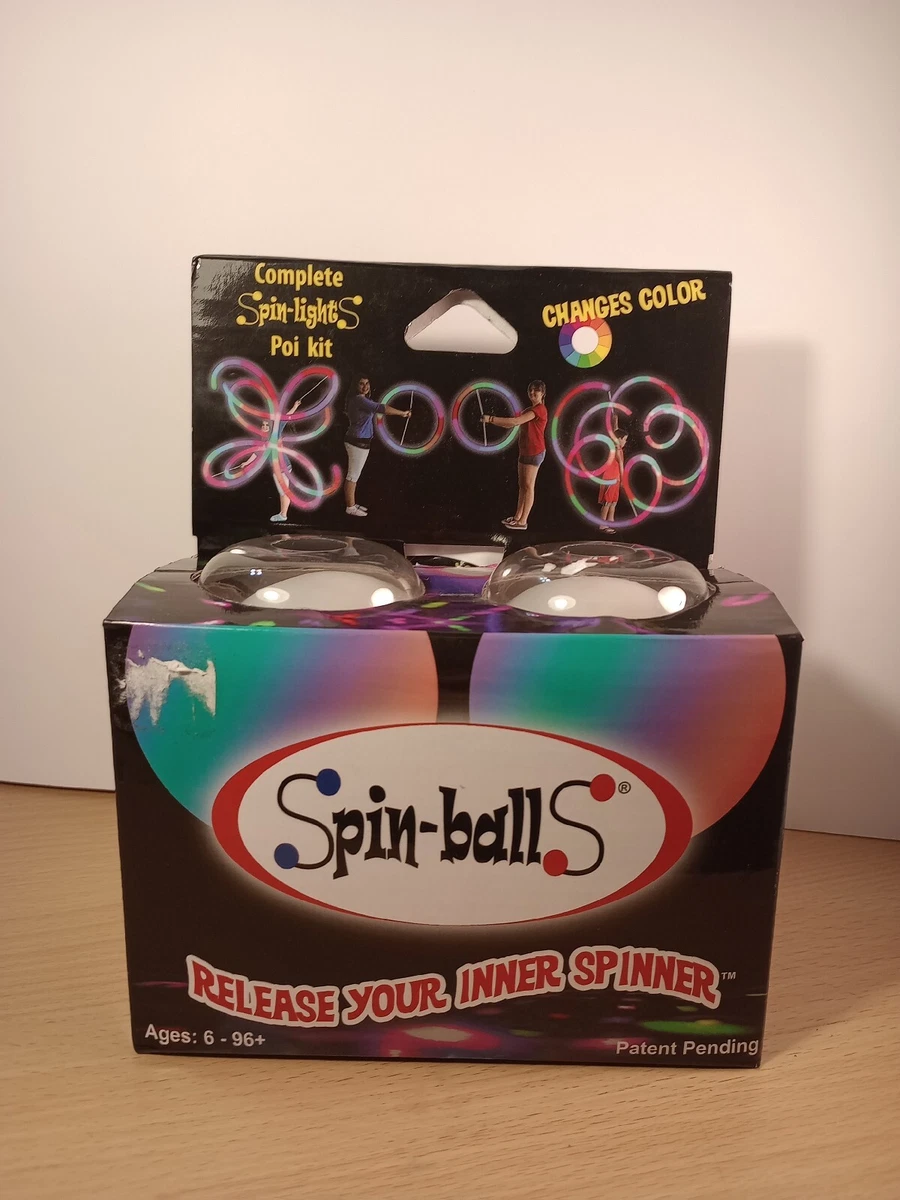 Complete
Spin-lightS
Poi kit
CHANGES COLOR
Spin-ballS®
RELEASE YOUR INNER SPINNER™
Ages: 6 - 96+
Patent Pending